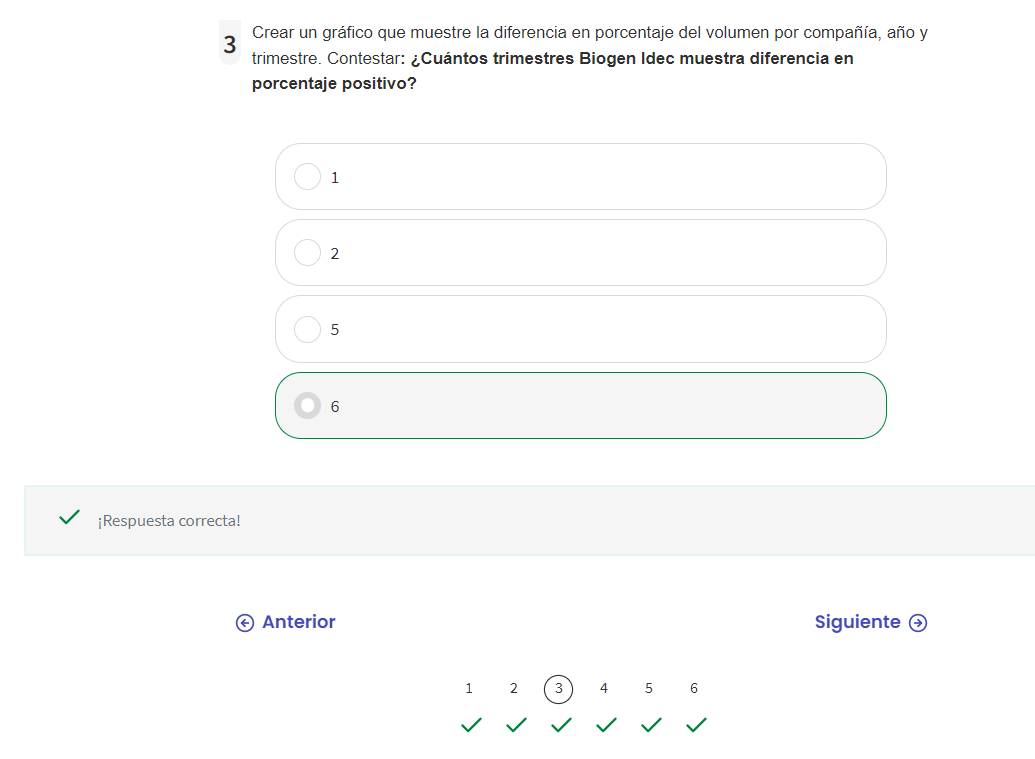 3
Crear un gráfico que muestre la diferencia en porcentaje del volumen por compañía, año y
trimestre. Contestar: ¿Cuántos trimestres Biogen Idec muestra diferencia en
porcentaje positivo?
1
2
5
6
¡Respuesta correcta!
Anterior
Siguiente
1 2 3 4 5 6